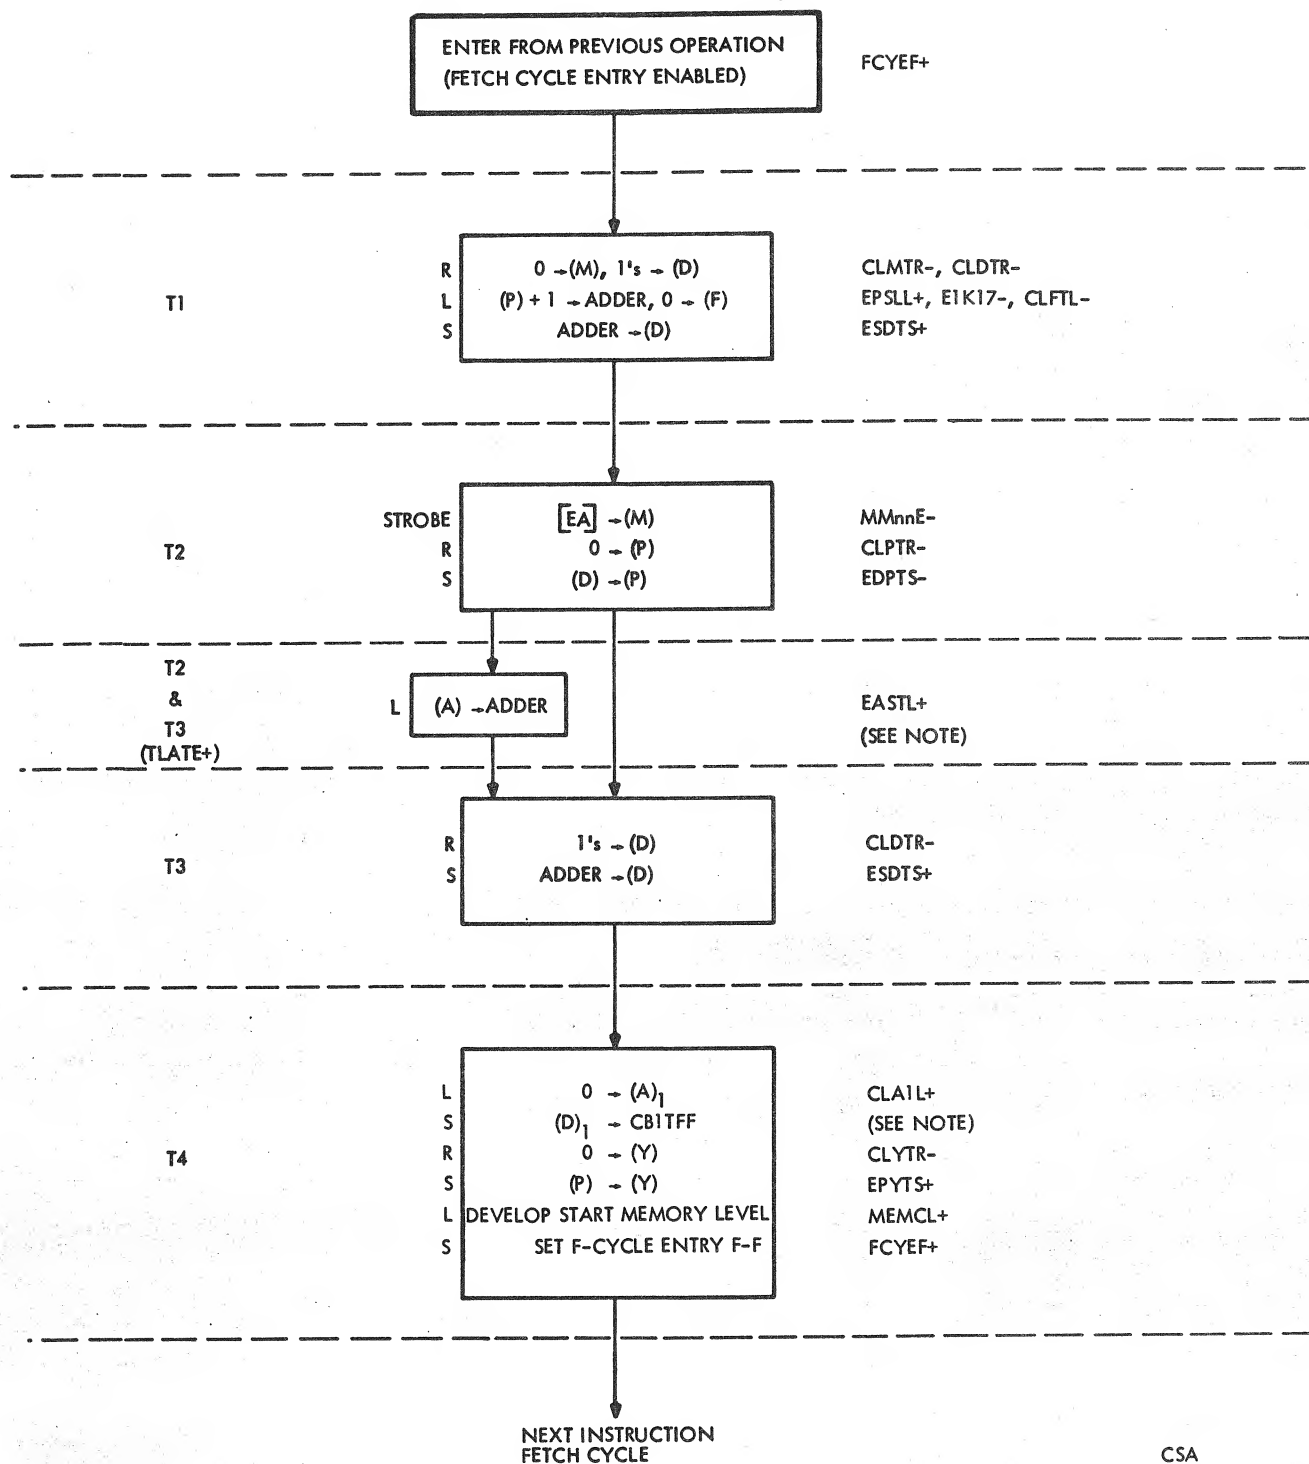 ENTER FROM PREVIOUS OPERATION
(FETCH CYCLE ENTRY ENABLED)
FCYEF+
T1
R 0 → (M), 1's → (D) CLMTR-, CLDTR-
L (P) + 1 → ADDER, 0 → (F) EPSLL+, E1K17-, CLFTL-
S ADDER → (D) ESDTS+
T2
STROBE [EA] → (M) MMnnE-
R 0 → (P) CLPTR-
S (D) → (P) EDPTS-
T2
&
T3
(TLATE+)
L (A) → ADDER EASTL+
(SEE NOTE)
T3
R 1's → (D) CLDTR-
S ADDER → (D) ESDTS+
T4
L 0 → (A)1 CLA1L+
S (D)1 → CB1TFF (SEE NOTE)
R 0 → (Y) CLYTR-
S (P) → (Y) EPYTS+
L DEVELOP START MEMORY LEVEL MEMCL+
S SET F-CYCLE ENTRY F-F FCYEF+
NEXT INSTRUCTION
FETCH CYCLE
CSA